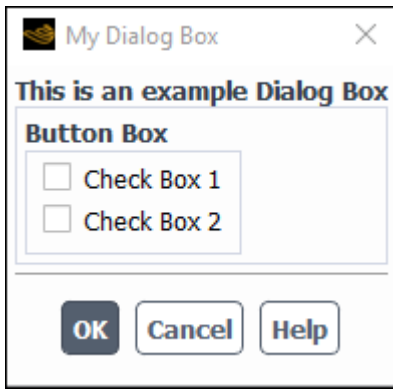 My Dialog Box
This is an example Dialog Box
Button Box
Check Box 1
Check Box 2
OK Cancel Help